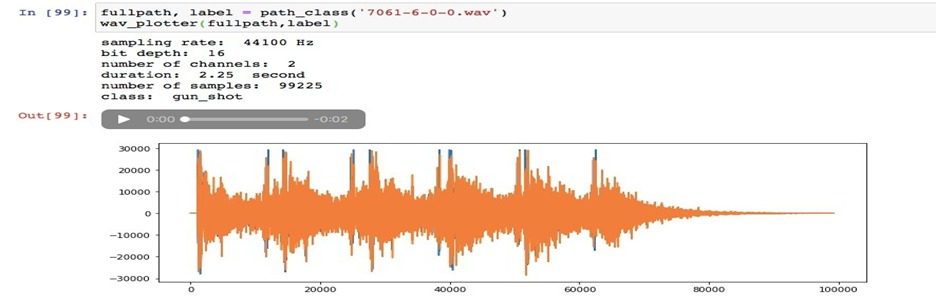 In [99]: fullpath, label = path_class('7061-6-0-0.wav')
wav_plotter(fullpath,label)
sampling rate:  44100 Hz
bit depth:  16
number of channels:  2
duration:  2.25  second
number of samples:  99225
class:  gun_shot
Out[99]: 0:00 -0:02
30000
20000
10000
0
−10000
−20000
−30000
0 20000 40000 60000 80000 100000